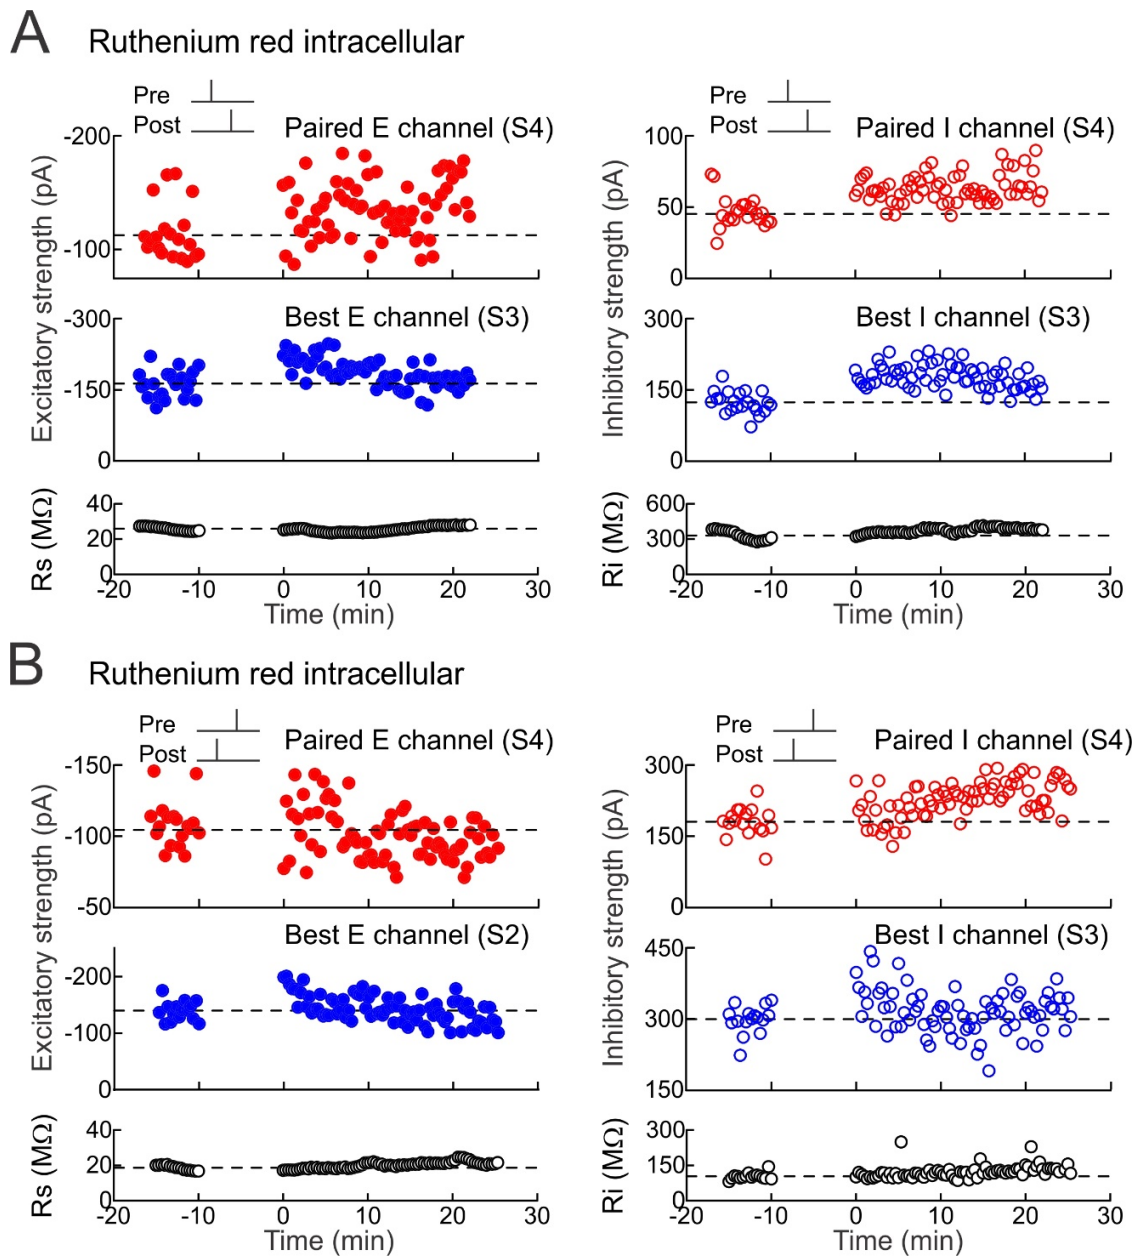 A Ruthenium red intracellular
Pre
Post
Paired E channel (S4)
-200
-100
Excitatory strength (pA)
Best E channel (S3)
-300
-150
0
Rs (MΩ)
40
20
0
-20 -10 0 10 20 30
Time (min)
Pre
Post
Paired I channel (S4)
100
50
0
Inhibitory strength (pA)
Best I channel (S3)
300
150
0
Ri (MΩ)
600
300
0
-20 -10 0 10 20 30
Time (min)
B Ruthenium red intracellular
Pre
Post
Paired E channel (S4)
-150
-100
-50
Excitatory strength (pA)
Best E channel (S2)
-200
-100
0
Rs (MΩ)
40
20
0
-20 -10 0 10 20 30
Time (min)
Pre
Post
Paired I channel (S4)
300
150
0
Inhibitory strength (pA)
Best I channel (S3)
450
300
150
Ri (MΩ)
300
150
0
-20 -10 0 10 20 30
Time (min)